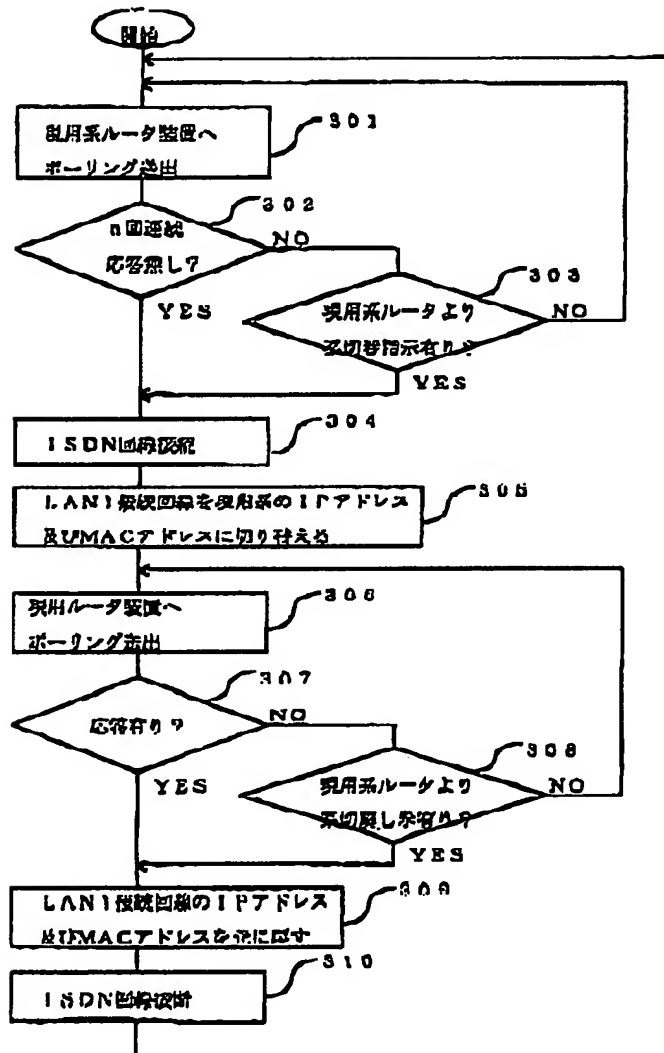 開始
現用系ルータ装置へ
ポーリング送出
301
n回連続
応答無し?
302
NO
YES
現用系ルータより
系切替指示有り?
303
NO
YES
ISDN回線接続
304
LAN1接続回線を現用系のIPアドレス
及びMACアドレスに切り替える
305
現用ルータ装置へ
ポーリング送出
306
応答有り?
307
NO
YES
現用系ルータより
系切戻し 有り?
308
NO
YES
LAN1接続回線のIPアドレス
及びMACアドレスを元に戻す
309
ISDN回線切断
310